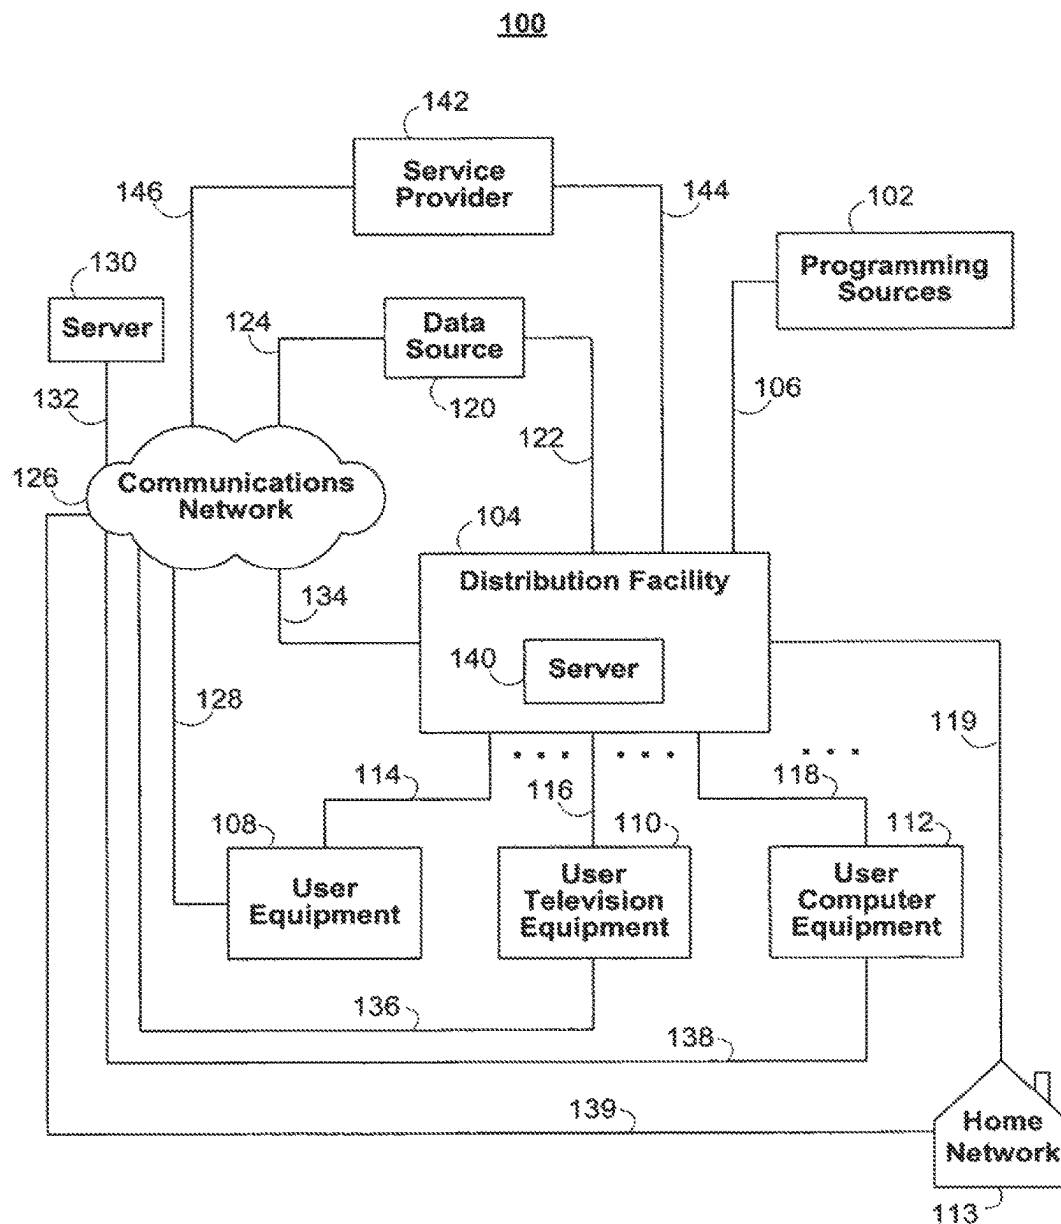 100
142
Service
Provider
146
144
102
Programming
Sources
130
Server
124
Data
Source
120
132
122
106
126
Communications
Network
104
Distribution Facility
134
140
Server
128
119
114
116
118
108
User
Equipment
110
User
Television
Equipment
112
User
Computer
Equipment
136
138
139
Home
Network
113